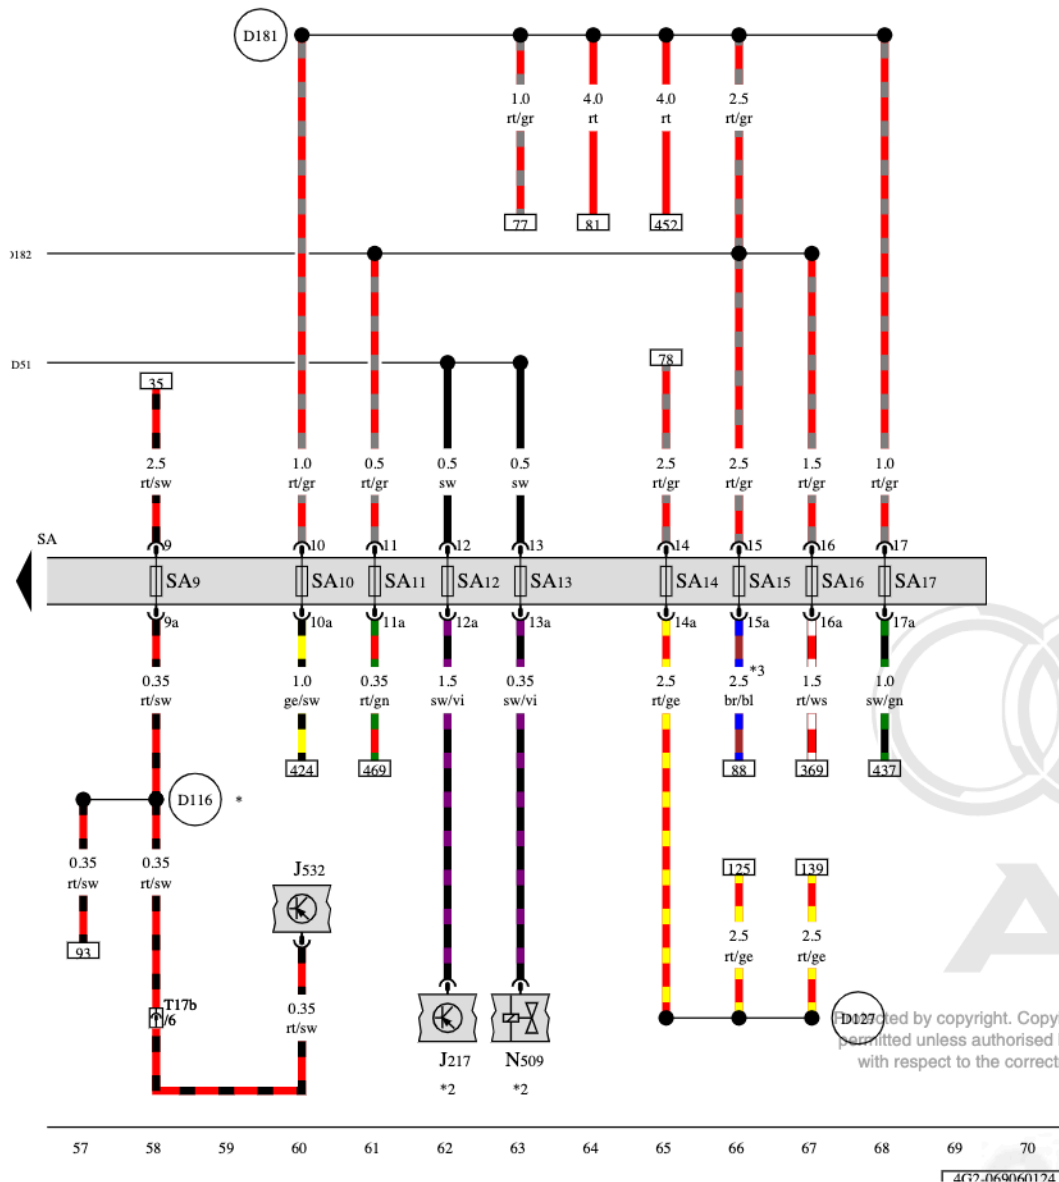 D181
1.0 4.0 4.0 2.5
rt/gr rt rt rt/gr
77 81 452
D182
D51
78
35
2.5 1.0 0.5 0.5 0.5 2.5 2.5 1.5 1.0
rt/sw rt/gr rt/gr sw sw rt/gr rt/gr rt/gr rt/gr
SA
9 10 11 12 13 14 15 16 17
SA9 SA10 SA11 SA12 SA13 SA14 SA15 SA16 SA17
9a 10a 11a 12a 13a 14a 15a 16a 17a
*3
0.35 1.0 0.35 1.5 0.35 2.5 2.5 1.5 1.0
rt/sw ge/sw rt/gn sw/vi sw/vi rt/ge br/bl rt/ws sw/gn
424 469 88 369 437
D116 *
0.35 0.35 J532 125 139
rt/sw rt/sw
93
2.5 2.5
rt/ge rt/ge
T17b
/6
0.35
rt/sw
D127
by copyright.
permitted unless authorised
with respect to the
J217 N509
*2 *2
57 58 59 60 61 62 63 64 65 66 67 68 69 70
4G2-069060124